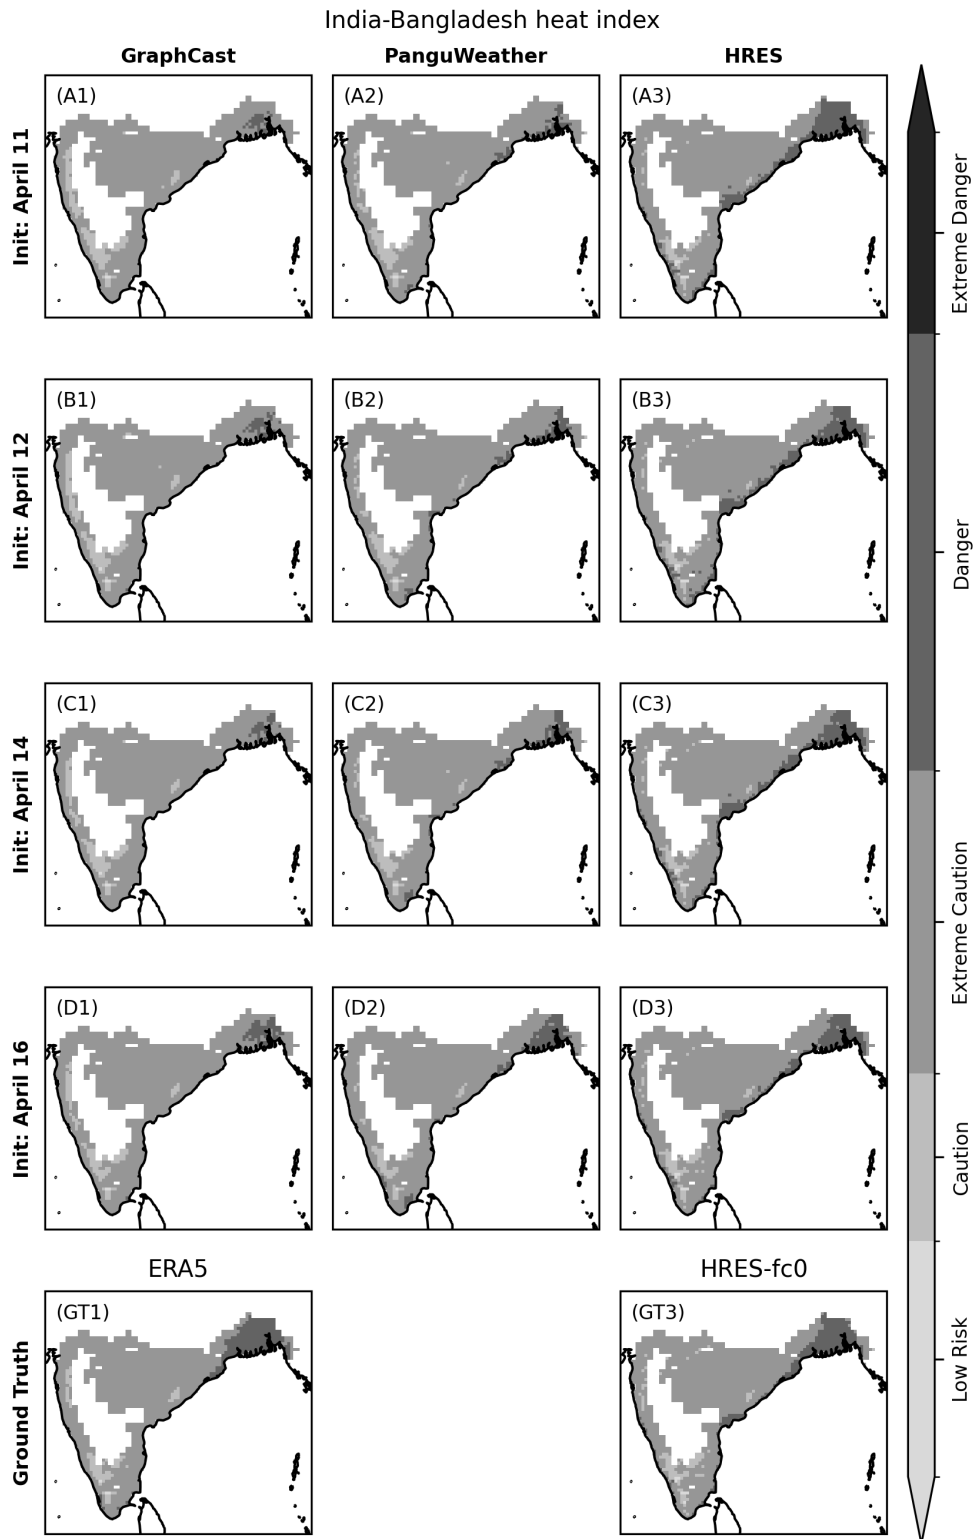 India-Bangladesh heat index
GraphCast
PanguWeather
HRES
Init: April 11
(A1)
(A2)
(A3)
Init: April 12
(B1)
(B2)
(B3)
Init: April 14
(C1)
(C2)
(C3)
Init: April 16
(D1)
(D2)
(D3)
ERA5
HRES-fc0
Ground Truth
(GT1)
(GT3)
Extreme Danger
Danger
Extreme Caution
Caution
Low Risk